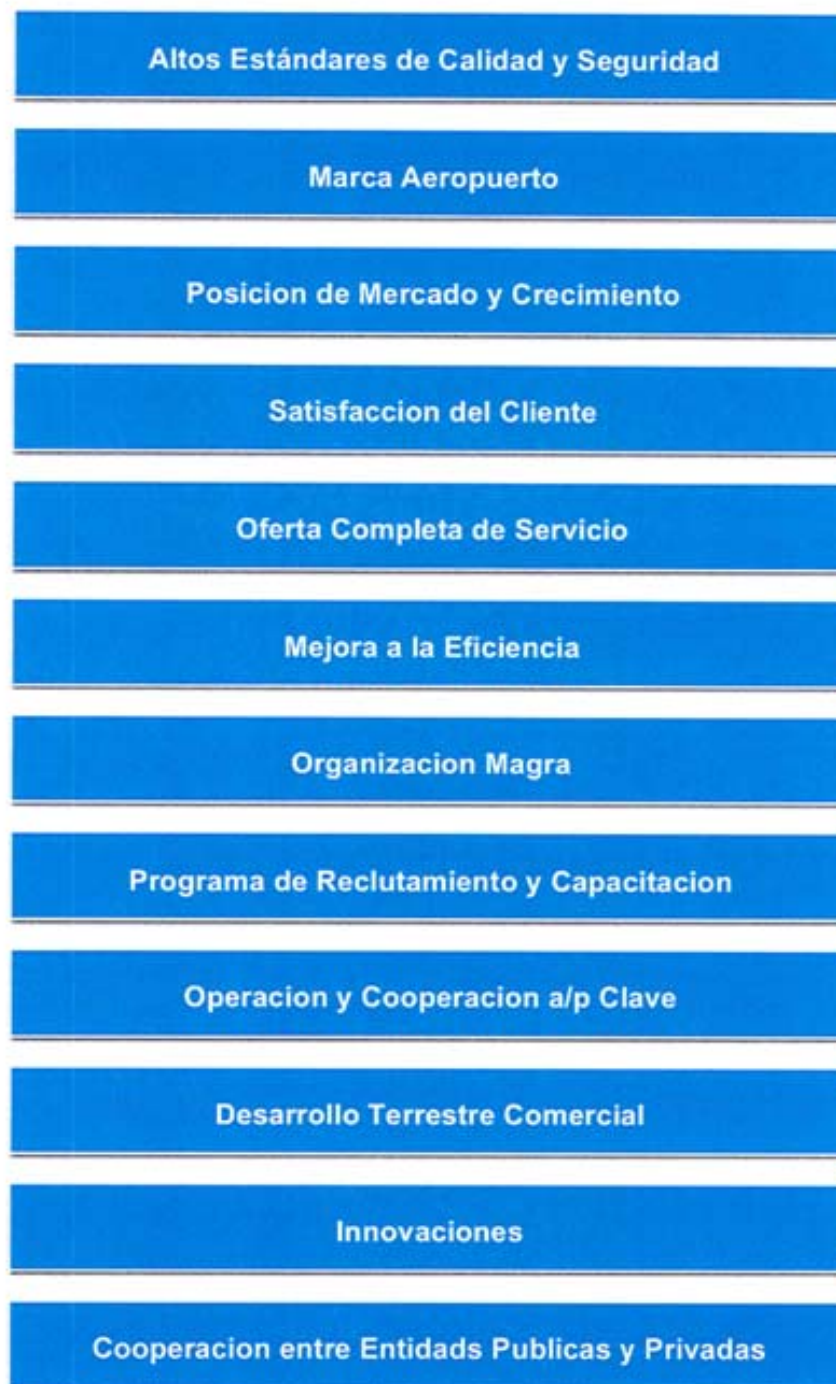 Altos Estándares de Calidad y Seguridad
Marca Aeropuerto
Posicion de Mercado y Crecimiento
Satisfaccion del Cliente
Oferta Completa de Servicio
Mejora a la Eficiencia
Organizacion Magra
Programa de Reclutamiento y Capacitacion
Operacion y Cooperacion a/p Clave
Desarrollo Terrestre Comercial
Innovaciones
Cooperacion entre Entidads Publicas y Privadas